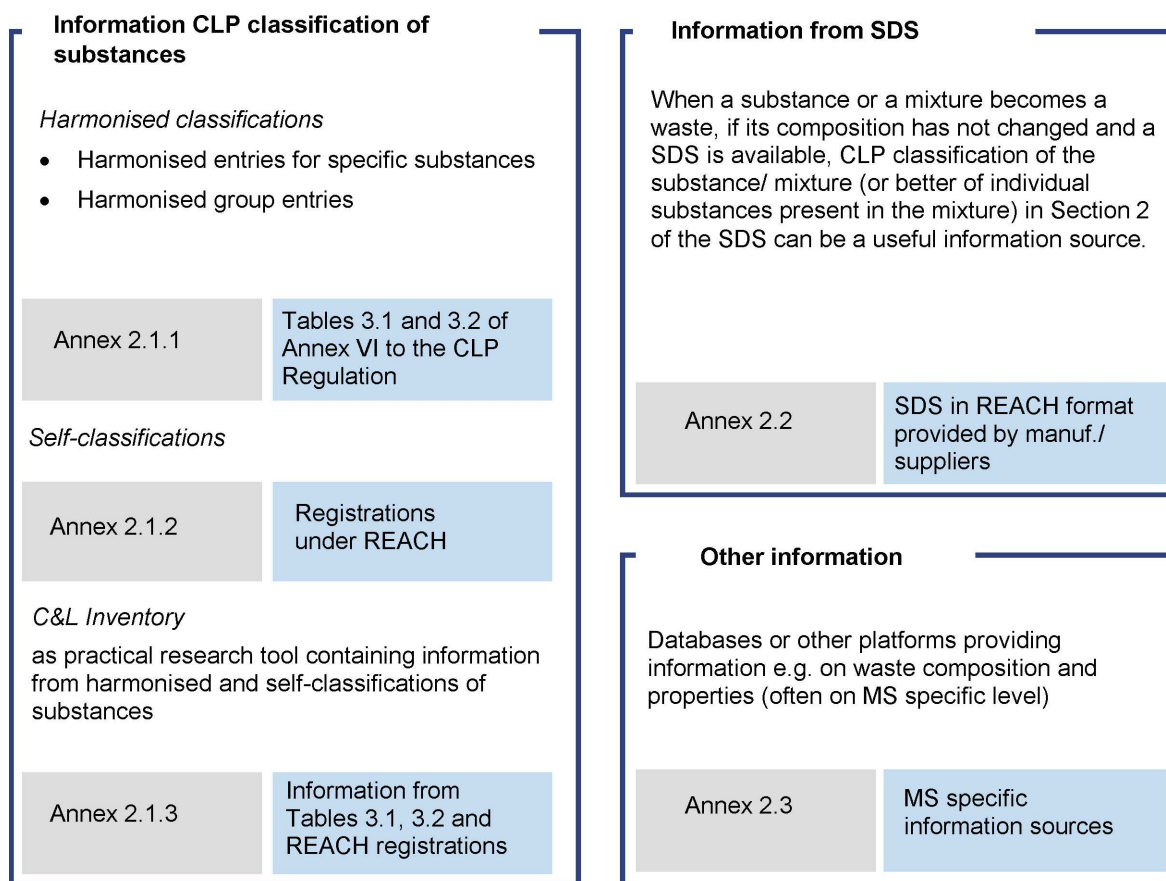 Information CLP classification of
substances
Harmonised classifications
• Harmonised entries for specific substances
• Harmonised group entries
Annex 2.1.1
Tables 3.1 and 3.2 of
Annex VI to the CLP
Regulation
Self-classifications
Annex 2.1.2
Registrations
under REACH
C&L Inventory
as practical research tool containing information
from harmonised and self-classifications of
substances
Annex 2.1.3
Information from
Tables 3.1, 3.2 and
REACH registrations
Information from SDS
When a substance or a mixture becomes a
waste, if its composition has not changed and a
SDS is available, CLP classification of the
substance/ mixture (or better of individual
substances present in the mixture) in Section 2
of the SDS can be a useful information source.
Annex 2.2
SDS in REACH format
provided by manuf./
suppliers
Other information
Databases or other platforms providing
information e.g. on waste composition and
properties (often on MS specific level)
Annex 2.3
MS specific
information sources